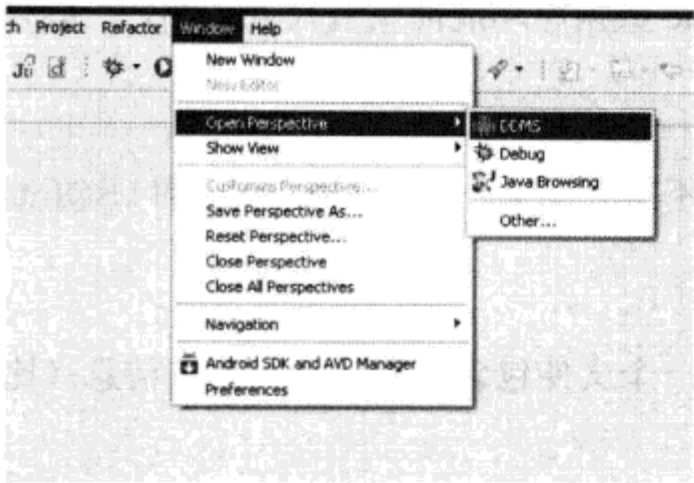 ch Project Refactor Window Help
New Window
New Editor
Open Perspective
Show View
Customize Perspective...
Save Perspective As...
Reset Perspective...
Close Perspective
Close All Perspectives
Navigation
Android SDK and AVD Manager
Preferences
DDMS
Debug
Java Browsing
Other...